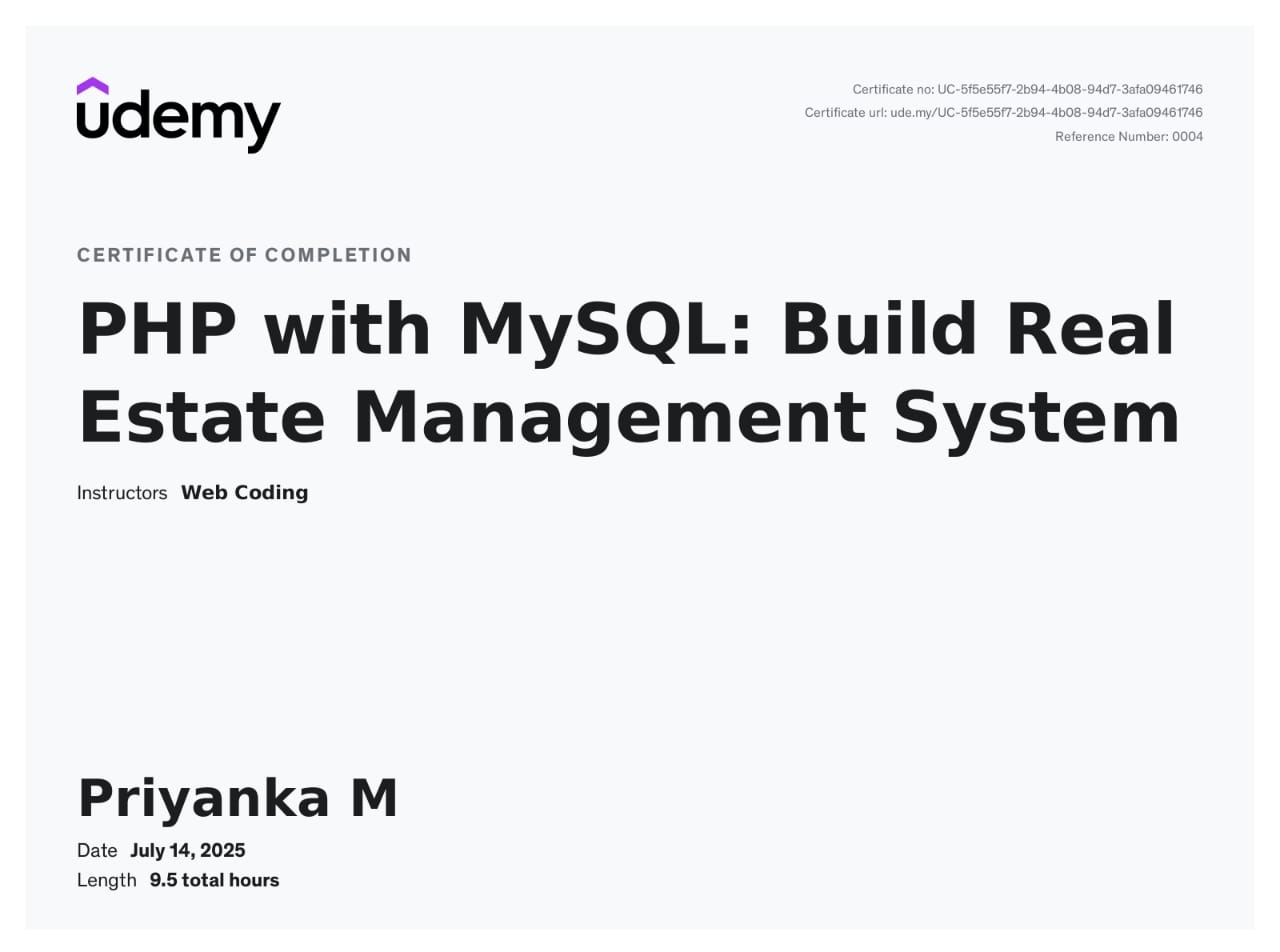 udemy
Certificate no: UC-5f5e55f7-2b94-4b08-94d7-3afa09461746
Certificate url: ude.my/UC-5f5e55f7-2b94-4b08-94d7-3afa09461746
Reference Number: 0004
CERTIFICATE OF COMPLETION
PHP with MySQL: Build Real
Estate Management System
Instructors Web Coding
Priyanka M
Date July 14, 2025
Length 9.5 total hours